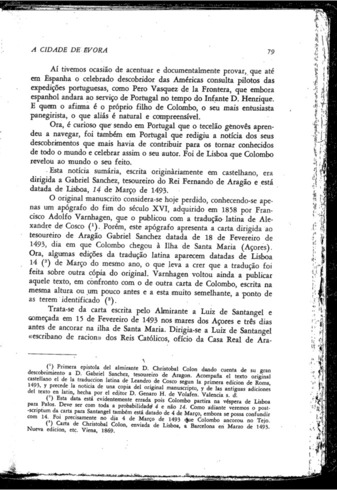 A CIDADE DE EVORA 79
Aí tivemos ocasião de acentuar e documentalmente provar, que até
em Espanha o celebrado descobridor das Américas consulta pilotos das
expedições portuguesas, como Pero Vasquez de la Frontera, que embora
espanhol andara ao serviço de Portugal no tempo do Infante D. Henrique.
E quem o afirma é o próprio filho de Colombo, o seu mais entusiasta
panegirista, o que aliás é natural e compreensível.
Ora, é curioso que sendo em Portugal que o tecelão genovês apren-
deu a navegar, foi também em Portugal que redigiu a notícia dos seus
descobrimentos que mais havia de contribuir para os tornar conhecidos
de todo o mundo e celebrar assim o seu autor. Foi de Lisboa que Colombo
revelou ao mundo o seu feito.
Esta notícia sumária, escrita originàriamente em castelhano, era
dirigida a Gabriel Sanchez, tesoureiro do Rei Fernando de Aragão e está
datada de Lisboa, 14 de Março de 1493.
O original manuscrito considera-se hoje perdido, conhecendo-se ape-
nas um apógrafo do fim do século XVI, adquirido em 1858 por Fran-
cisco Adolfo Varnhagen, que o publicou com a tradução latina de Ale-
xandre de Cosco (¹). Porém, este apógrafo apresenta a carta dirigida ao
tesoureiro de Aragão Gabriel Sanchez datada de 18 de Fevereiro de
1493, dia em que Colombo chegou à Ilha de Santa Maria (Açores).
Ora, algumas edições da tradução latina aparecem datadas de Lisboa
14 (²) de Março do mesmo ano, o que leva a crer que a tradução foi
feita sobre outra cópia do original. Varnhagen voltou ainda a publicar
aquele texto, em confronto com o de outra carta de Colombo, escrita na
mesma altura ou um pouco antes e a esta muito semelhante, a ponto de
as terem identificado (³).
Trata-se da carta escrita pelo Almirante a Luiz de Santangel e
começada em 15 de Fevereiro de 1493 nos mares dos Açores e três dias
antes de ancorar na ilha de Santa Maria. Dirigia-se a Luiz de Santangel
«escribano de racion» dos Reis Católicos, ofício da Casa Real de Ara-
(¹) Primera epistola del almirante D. Christobal Colon dando cuenta de su gran
descobrimiento a D. Gabriel Sanchez, tesourero de Aragon. Acompaña el texto original
castellano el de la traduccion latina de Leandro de Cosco segun la primera edicion de Roma,
1493, y precede la noticia de una copia del original manuscripto, y de las antiguas adiciones
del texto en latin, hecha por el editor D. Genaro H. de Volafan. Valencia s. d.
(²) Esta data está evidentemente errada pois Colombo partira na véspera de Lisboa
para Palos. Deve ser com toda a probabilidade 4 e não 14. Como adiante veremos o post-
-scriptum da carta para Santangel também está datado de 4 de Março, embora se possa confundir
com 14. Foi precisamente no dia 4 de Março de 1493 que Colombo ancorou no Tejo.
(³) Carta de Christobal Colon, enviada de Lisboa, a Barcelona en Marzo de 1493.
Nueva edicion, etc. Viena, 1869.